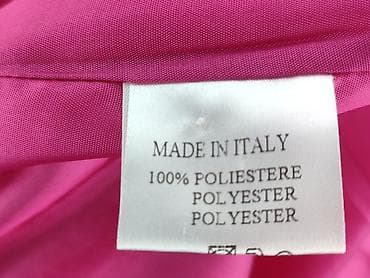 MADE IN ITALY
100% POLIESTERE
POLYESTER
POLYESTER